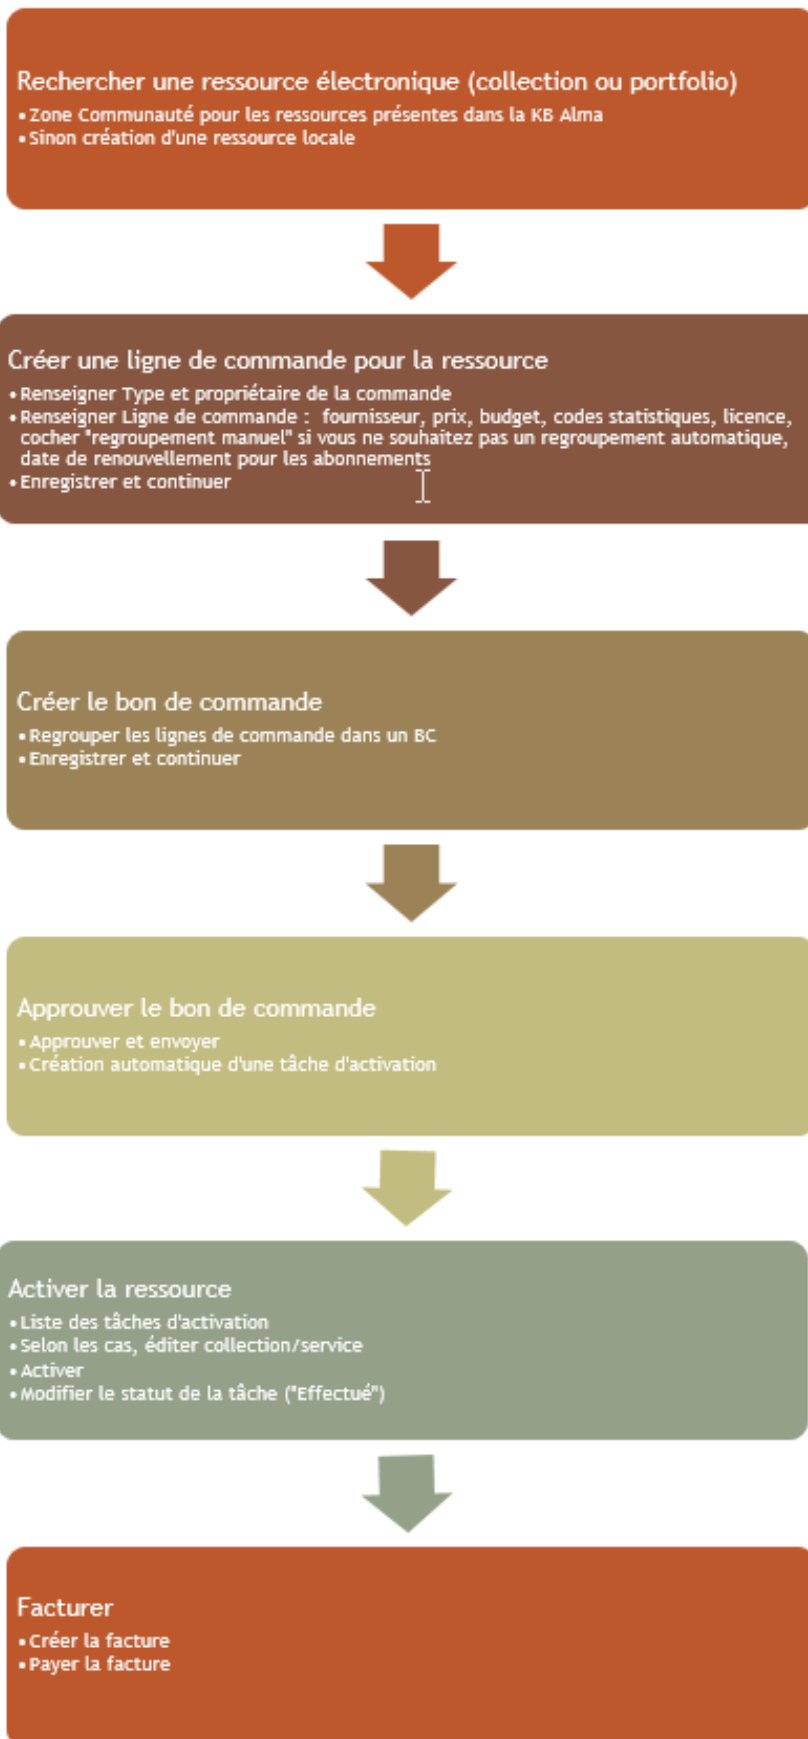 Rechercher une ressource électronique (collection ou portfolio)
• Zone Communauté pour les ressources présentes dans la KB Alma
• Sinon création d'une ressource locale
Créer une ligne de commande pour la ressource
• Renseigner Type et propriétaire de la commande
• Renseigner Ligne de commande : fournisseur, prix, budget, codes statistiques, licence,
cocher "regroupement manuel" si vous ne souhaitez pas un regroupement automatique,
date de renouvellement pour les abonnements
• Enregistrer et continuer
Créer le bon de commande
• Regrouper les lignes de commande dans un BC
• Enregistrer et continuer
Approuver le bon de commande
• Approuver et envoyer
• Création automatique d'une tâche d'activation
Activer la ressource
• Liste des tâches d'activation
• Selon les cas, éditer collection/service
• Activer
• Modifier le statut de la tâche ("Effectué")
Facturer
• Créer la facture
• Payer la facture